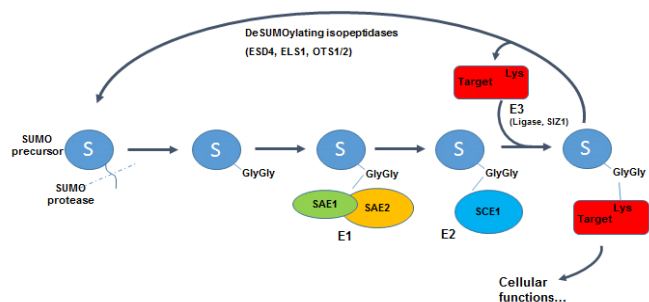 DeSUMOylating isopeptidases
(ESD4, ELS1, OTS1/2)
Lys
Target
E3
(Ligase, SIZ1)
SUMO
precursor
S
S
S
S
S
SUMO
protease
GlyGly
GlyGly
GlyGly
GlyGly
SAE1
SAE2
E1
E2
SCE1
Lys
Target
Cellular
functions...